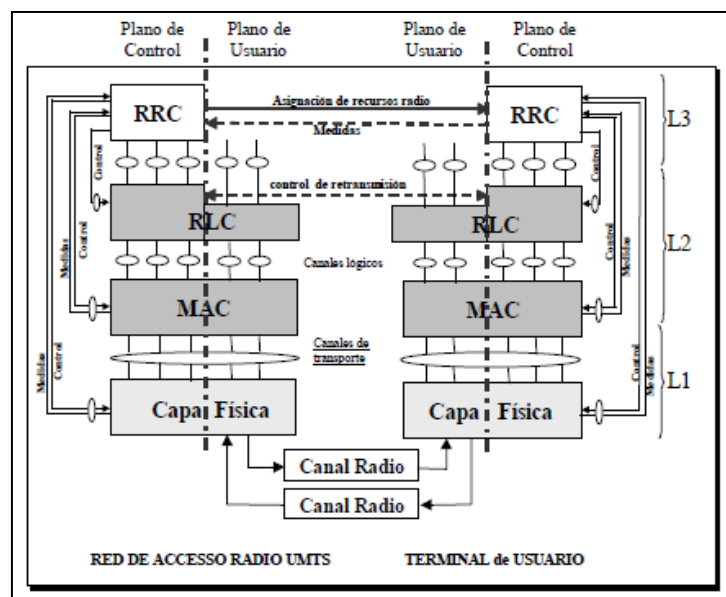 Plano de Control
Plano de Usuario
Plano de Usuario
Plano de Control
RRC
Asignación de recursos radio
Medidas
RRC
L3
Control
Control
control de retransmisión
RLC
RLC
L2
Medidas
Control
Canales lógicos
Control
Medidas
MAC
MAC
Medidas
Control
Canales de transporte
Control
Medidas
L1
Capa Física
Capa Física
Canal Radio
Canal Radio
RED DE ACCESO RADIO UMTS
TERMINAL de USUARIO